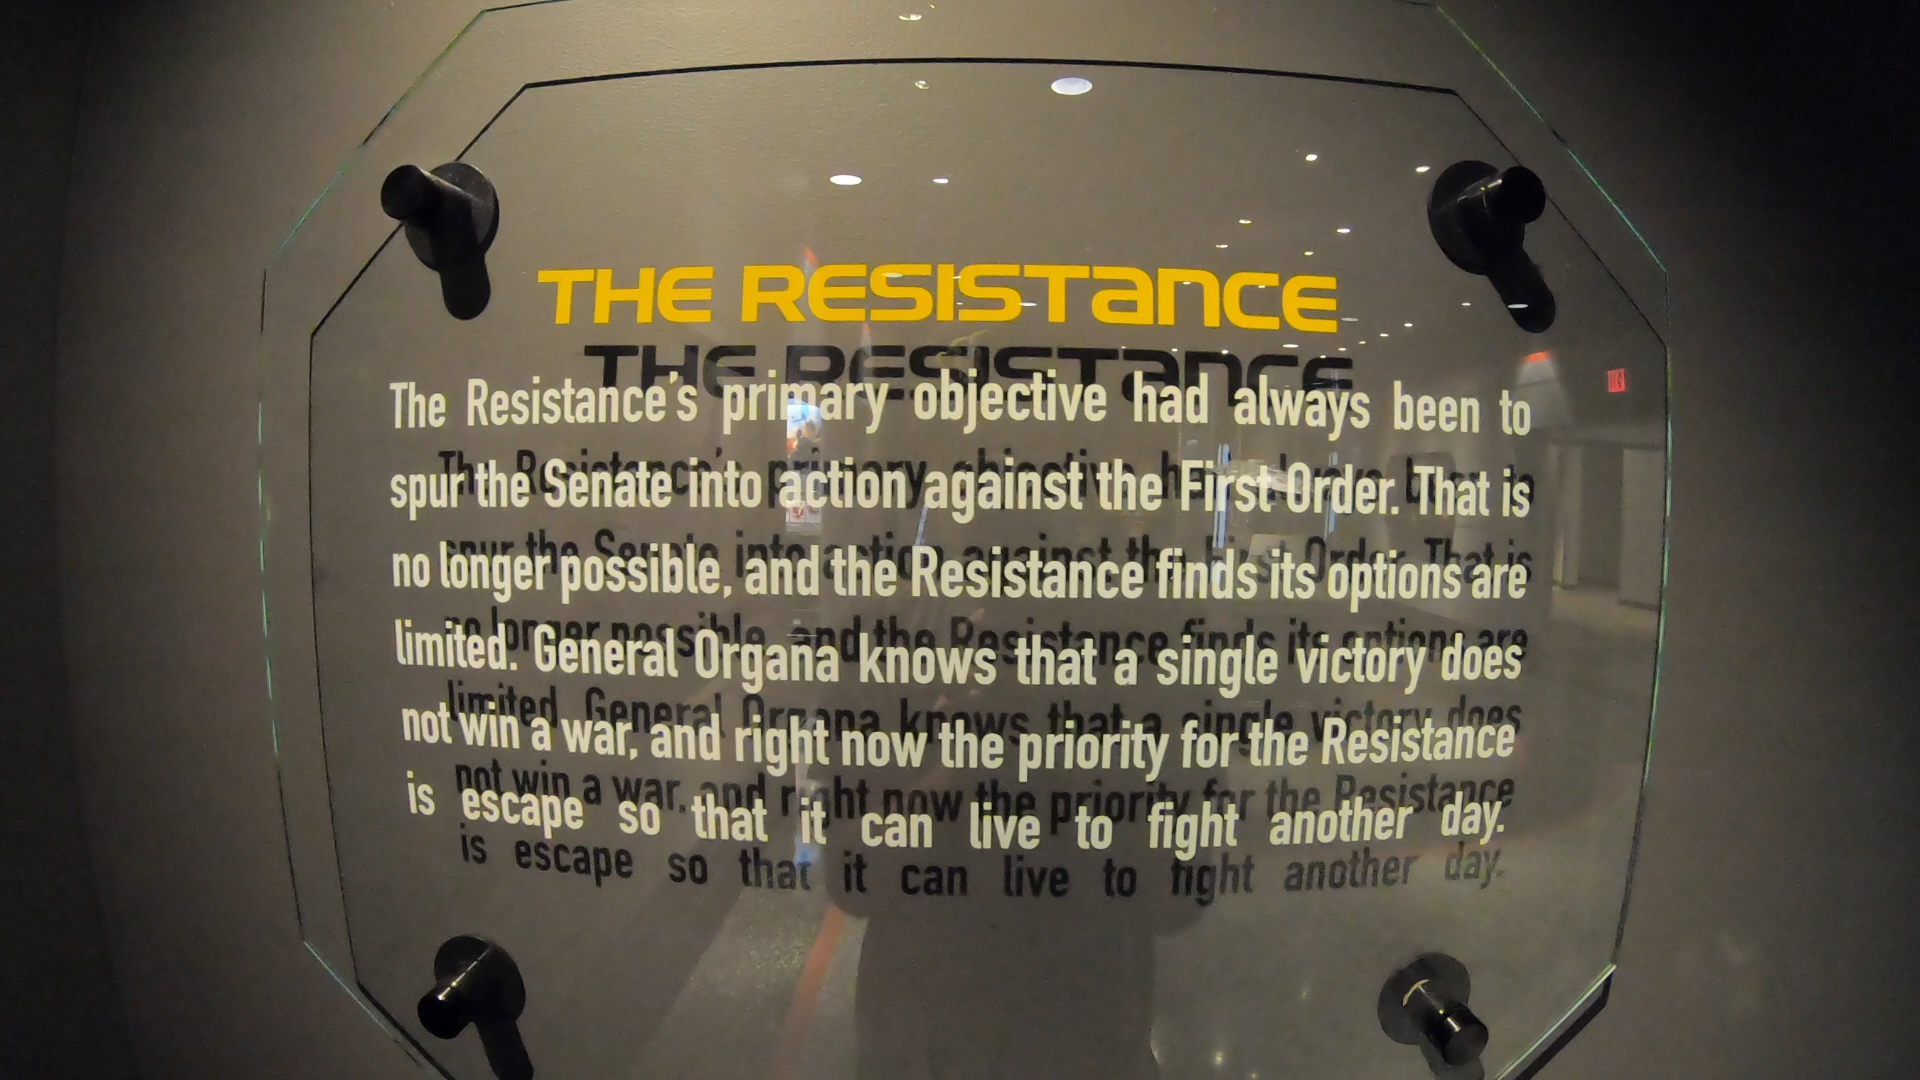 THE RESISTANCE
The Resistance's primary objective had always been to
spur the Senate into action against the First Order. That is
no longer possible, and the Resistance finds its options are
limited. General Organa knows that a single victory does
not win a war, and right now the priority for the Resistance
is escape so that it can live to fight another day.